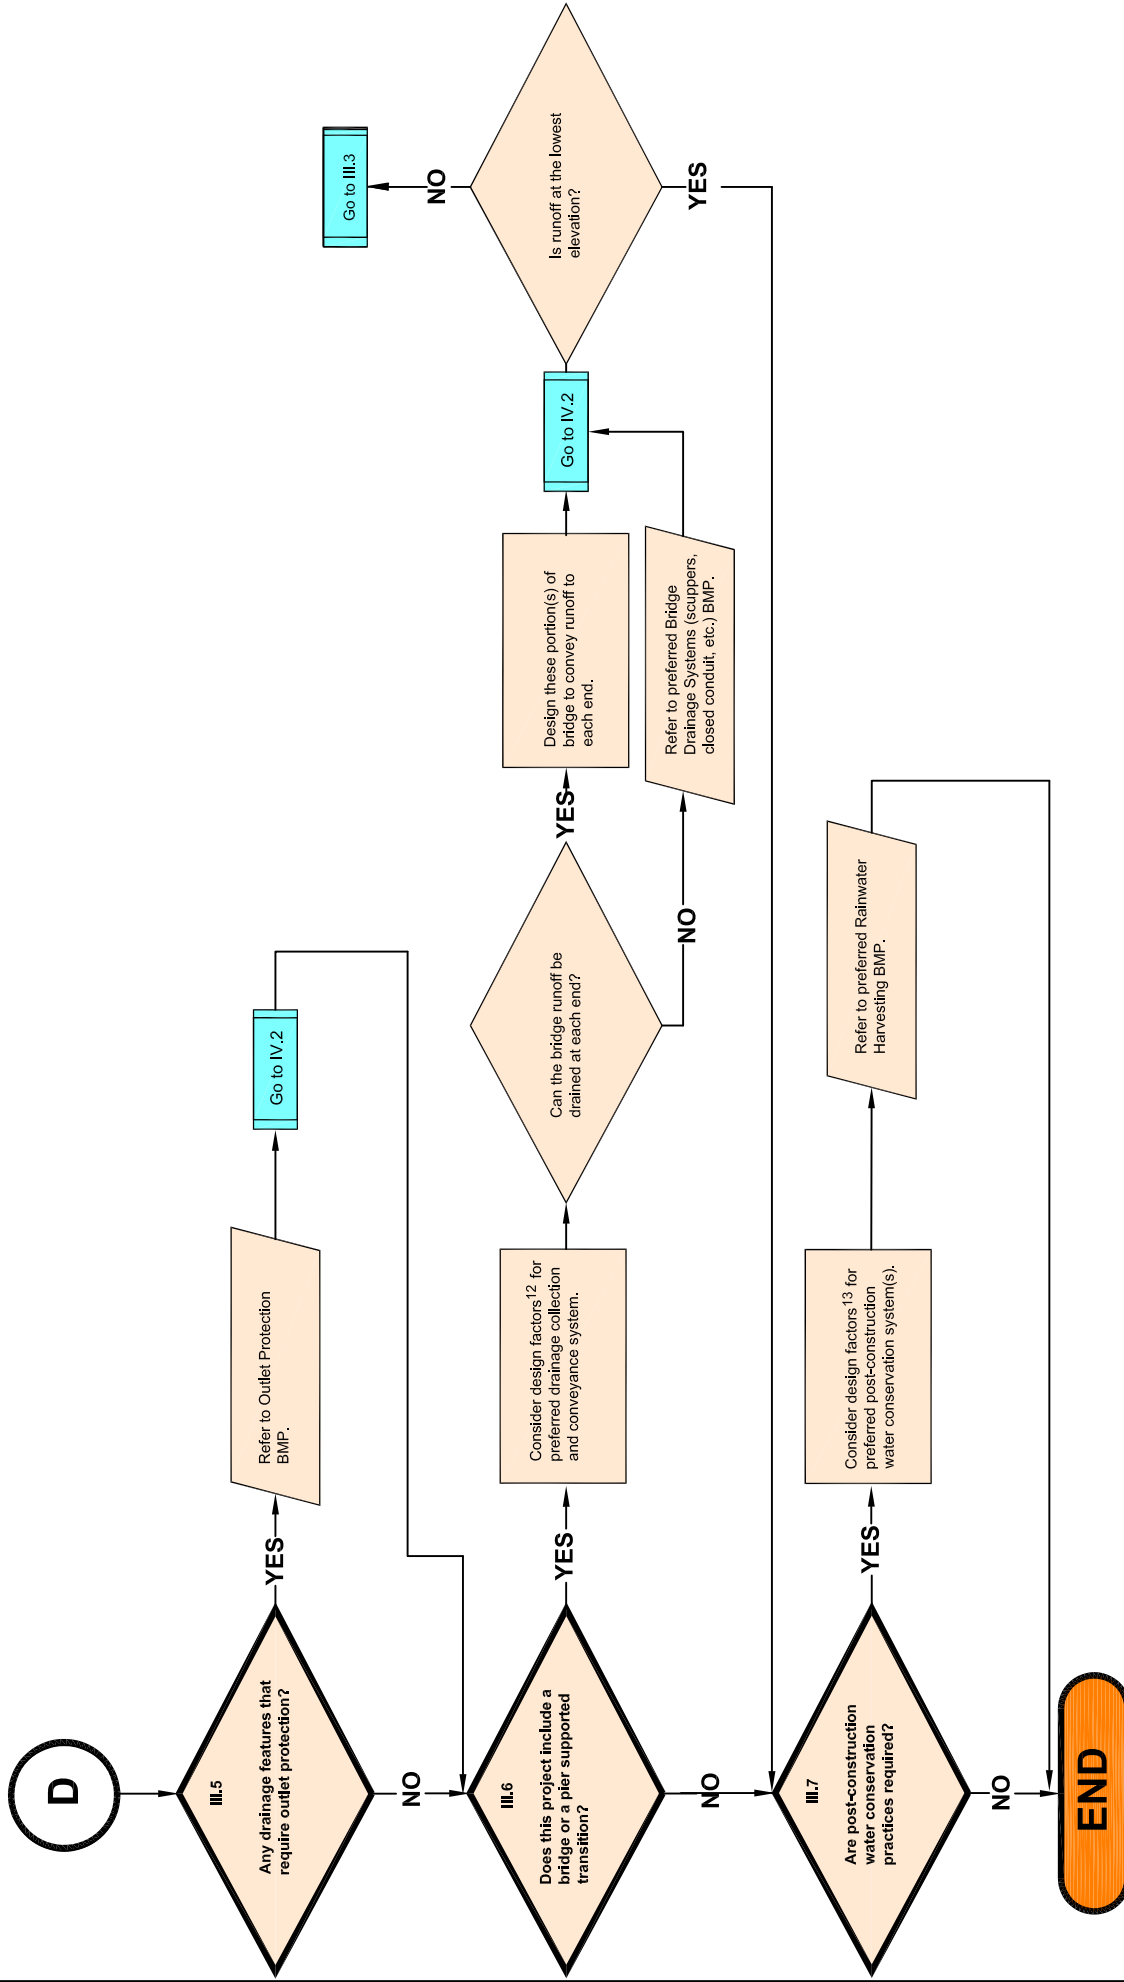 D
III.5
Any drainage features that
require outlet protection?
YES
Refer to Outlet Protection
BMP.
Go to IV.2
NO
III.6
Does this project include a
bridge or a pier supported
transition?
YES
Consider design factors12 for
preferred drainage collection
and conveyance system.
Can the bridge runoff be
drained at each end?
YES
Design these portion(s) of
bridge to convey runoff to
each end.
NO
Refer to preferred Bridge
Drainage Systems (scuppers,
closed conduit, etc.) BMP.
Go to IV.2
Is runoff at the lowest
elevation?
NO
Go to III.3
YES
NO
III.7
Are post-construction
water conservation
practices required?
YES
Consider design factors13 for
preferred post-construction
water conservation system(s).
Refer to preferred Rainwater
Harvesting BMP.
NO
END